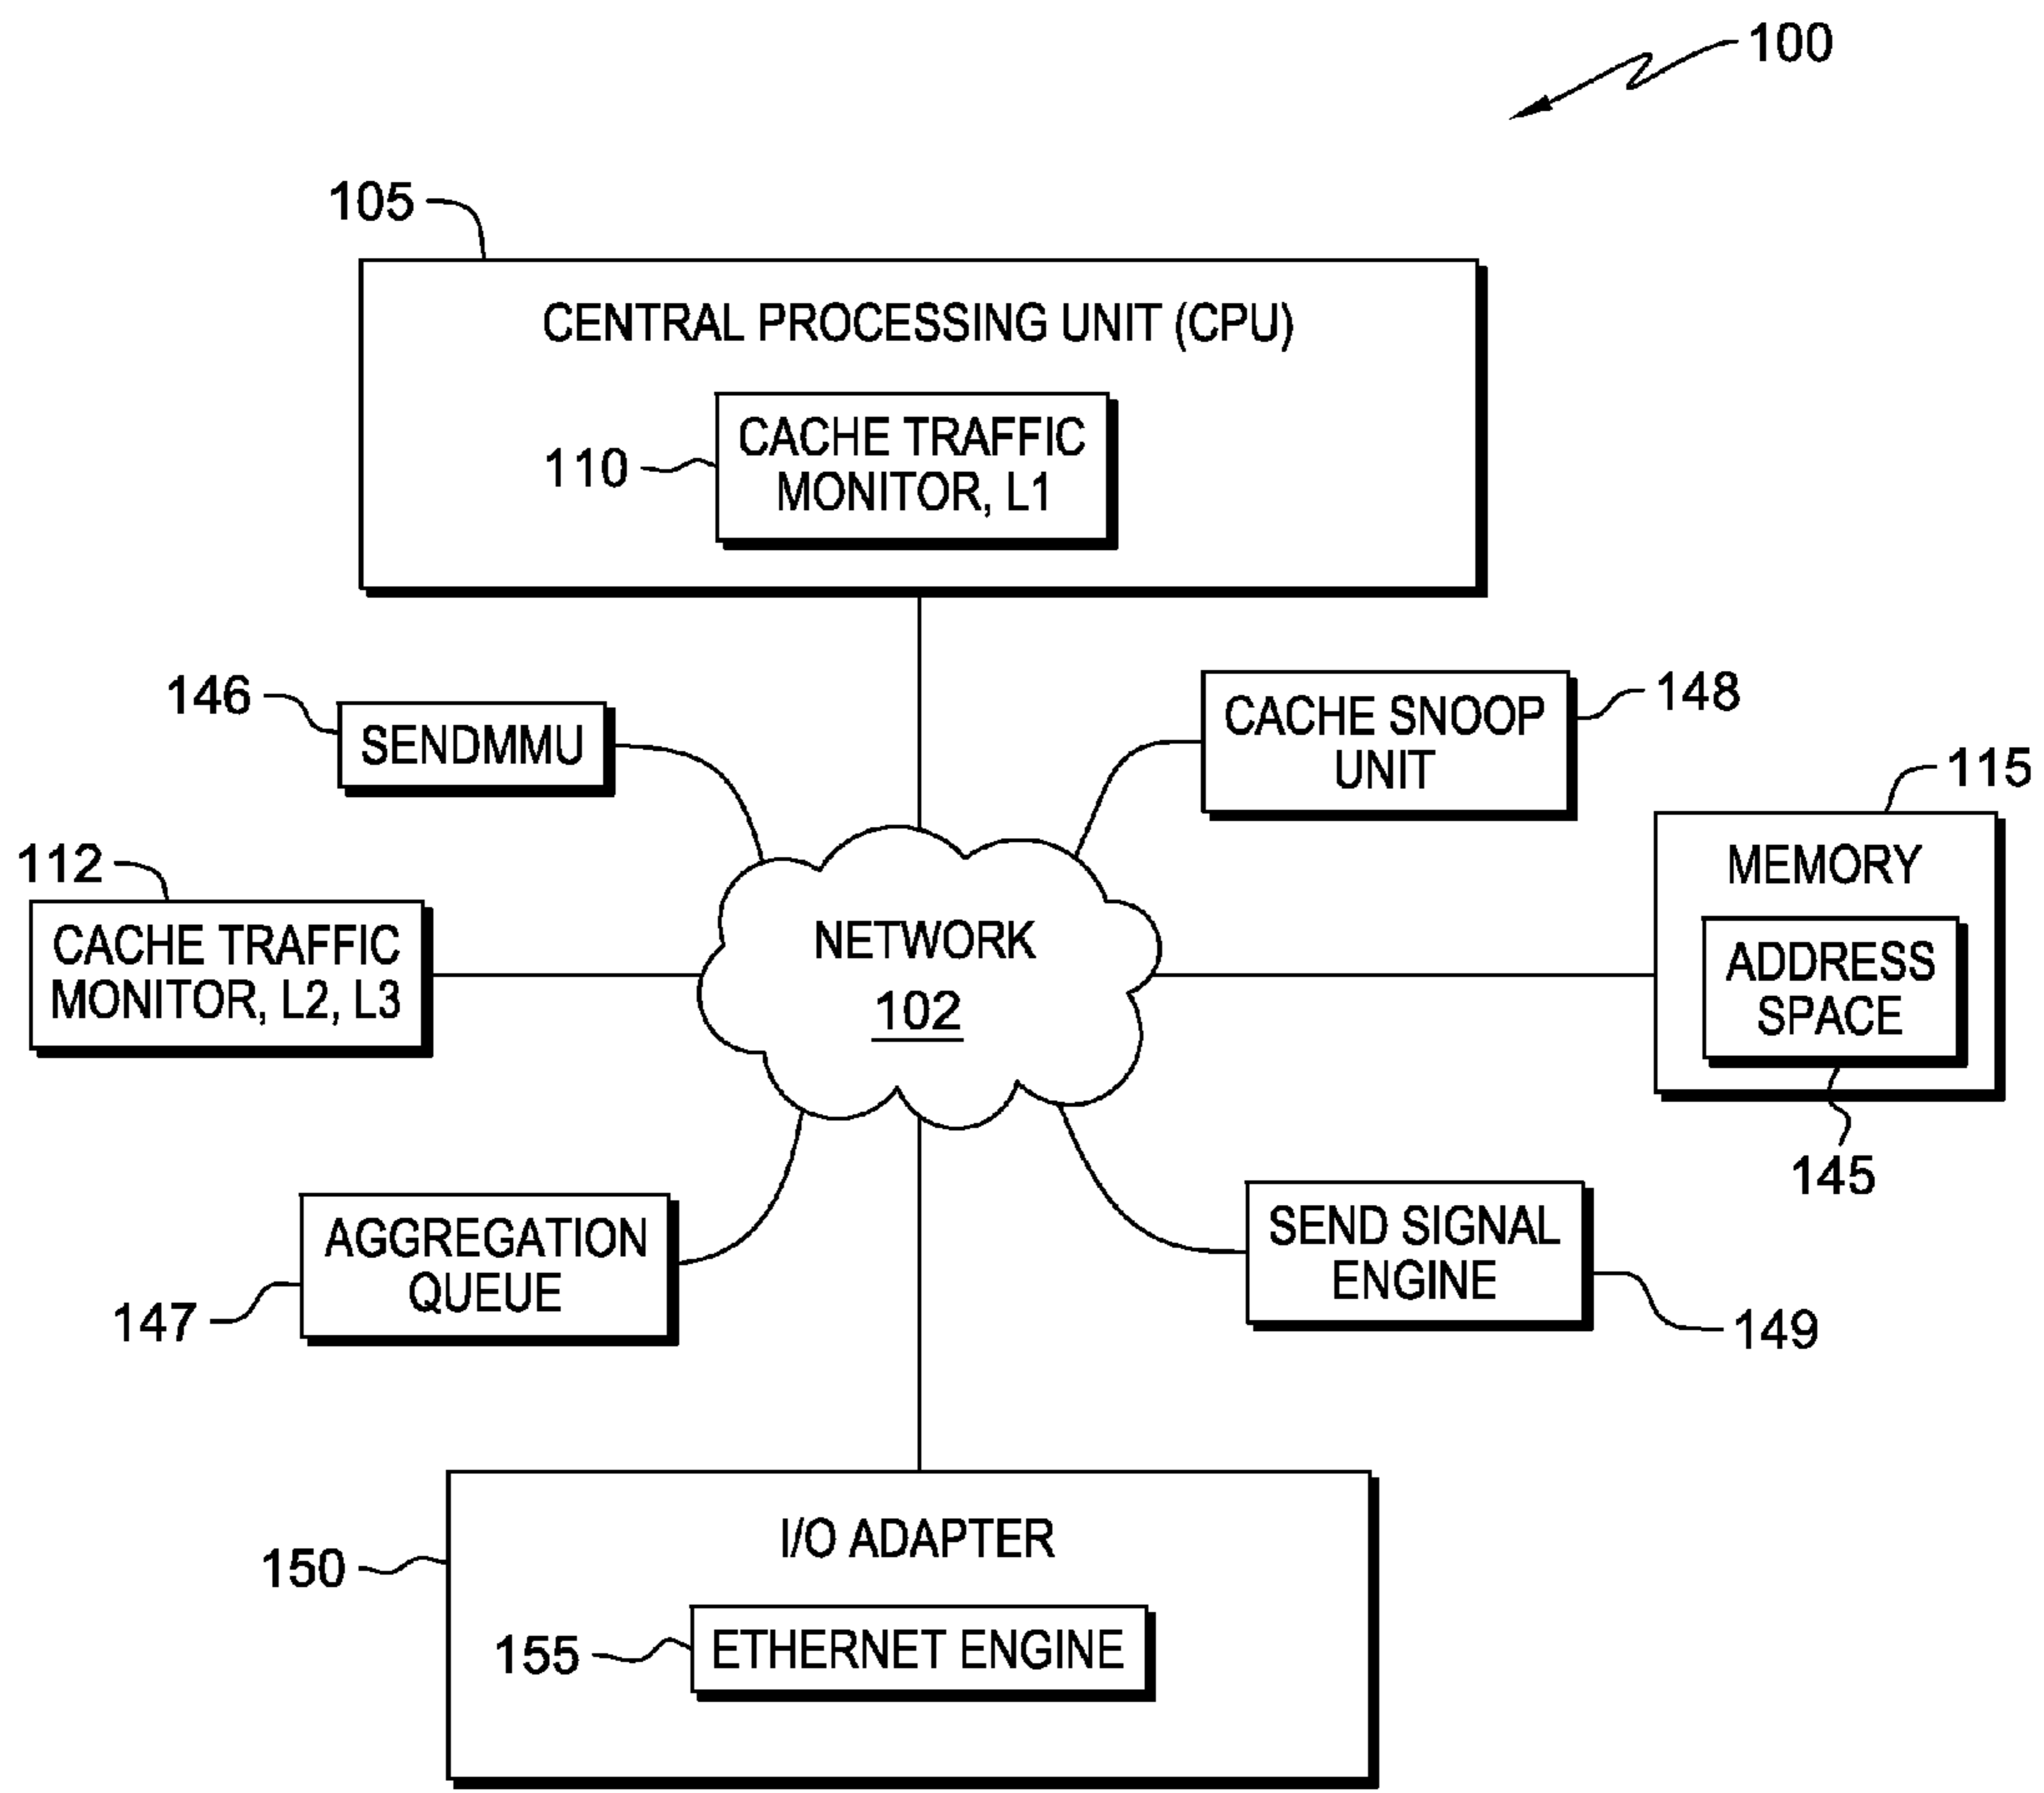 100
105
CENTRAL PROCESSING UNIT (CPU)
110
CACHE TRAFFIC
MONITOR, L1
146
SENDMMU
CACHE SNOOP
UNIT
148
115
MEMORY
ADDRESS
SPACE
145
112
CACHE TRAFFIC
MONITOR, L2, L3
NETWORK
102
AGGREGATION
QUEUE
147
SEND SIGNAL
ENGINE
149
I/O ADAPTER
150
155
ETHERNET ENGINE